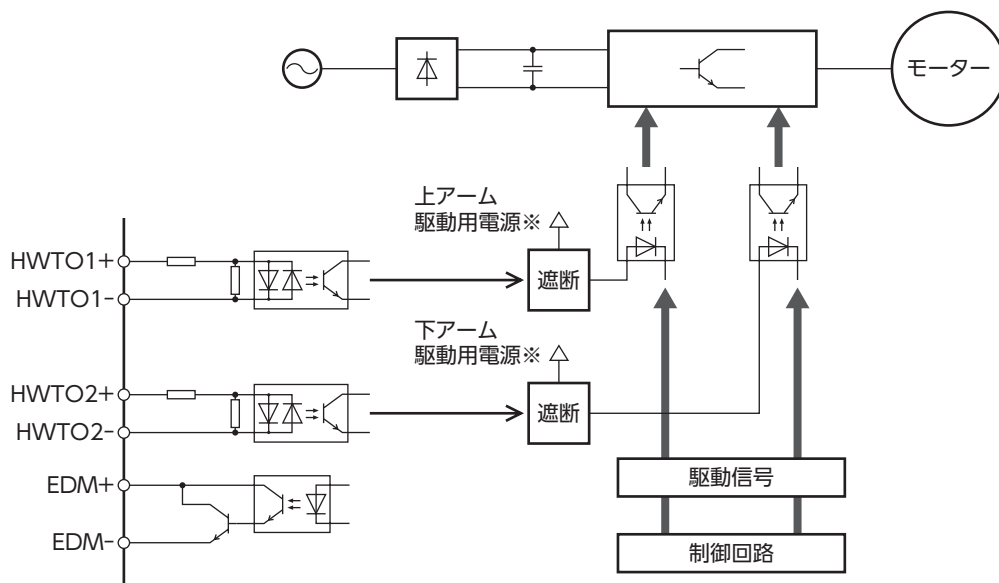 モーター
上アーム
駆動用電源※
HWTO1+
HWTO1-
遮断
下アーム
駆動用電源※
HWTO2+
HWTO2-
遮断
EDM+
EDM-
駆動信号
制御回路